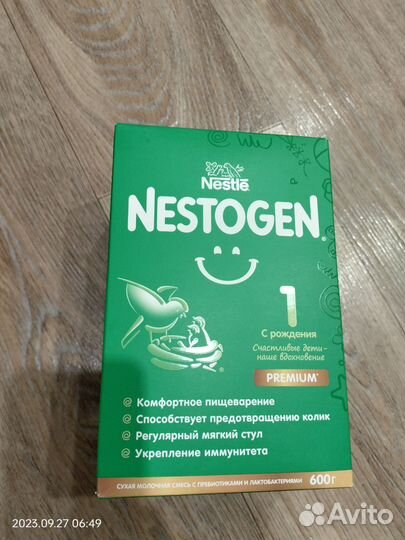 Nestlé
NESTOGEN®
1
С рождения
Счастливые дети-
наше вдохновение
PREMIUM*
®
@ Комфортное пищеварение
@ Способствует предотвращению колик
@ Регулярный мягкий стул
@ Укрепление иммунитета
СУХАЯ МОЛОЧНАЯ СМЕСЬ С ПРЕБИОТИКАМИ И ЛАКТОБАКТЕРИЯМИ 600г
2023.09.27 06:49
Avito